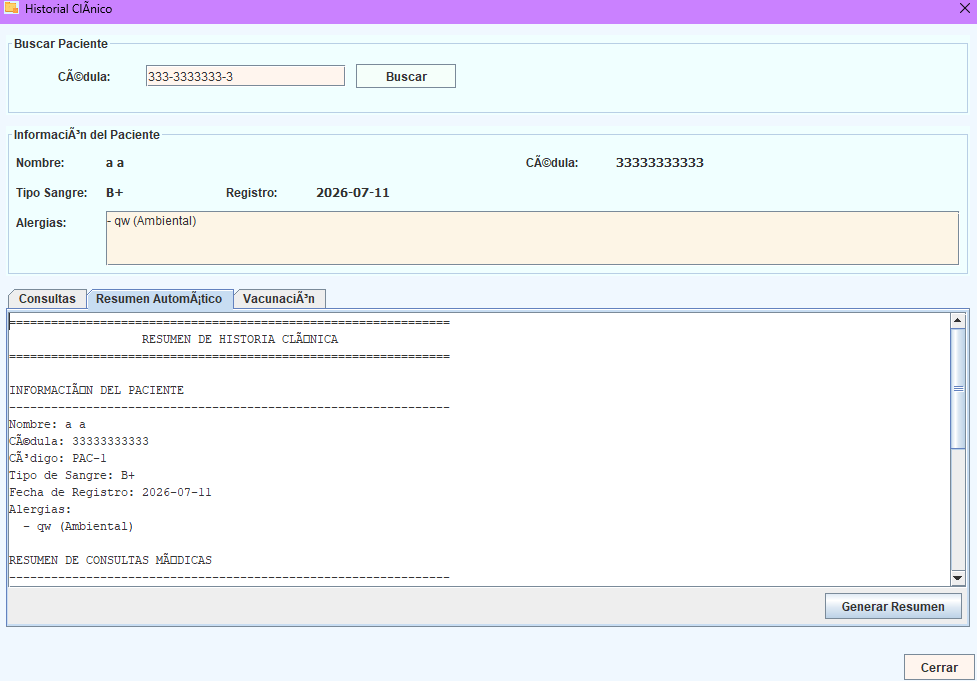 Historial ClÃnico
Buscar Paciente
CÃ©dula: 333-3333333-3 Buscar
InformaciÃ³n del Paciente
Nombre: a a CÃ©dula: 33333333333
Tipo Sangre: B+ Registro: 2026-07-11
Alergias: - qw (Ambiental)
Consultas Resumen AutomÃ¡tico VacunaciÃ³n
===============================================================
RESUMEN DE HISTORIA CLÃ□NICA
===============================================================
INFORMACIÃ□N DEL PACIENTE
---------------------------------------------------------------
Nombre: a a
CÃ©dula: 33333333333
CÃ³digo: PAC-1
Tipo de Sangre: B+
Fecha de Registro: 2026-07-11
Alergias:
- qw (Ambiental)
RESUMEN DE CONSULTAS MÃ□DICAS
---------------------------------------------------------------
Generar Resumen
Cerrar